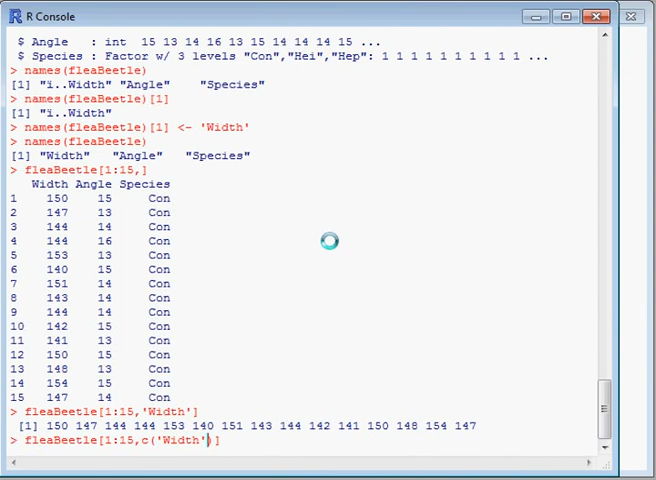 R Console
$ Angle : int 15 13 14 16 13 15 14 14 14 15 ...
$ Species : Factor w/ 3 levels "Con","Hei","Hep": 1 1 1 1 1 1 1 1 1 1 ...
> names(fleaBeetle)
[1] "ï..Width" "Angle" "Species"
> names(fleaBeetle)[1]
[1] "ï..Width"
> names(fleaBeetle)[1] <- 'Width'
> names(fleaBeetle)
[1] "Width" "Angle" "Species"
> fleaBeetle[1:15,]
Width Angle Species
1 150 15 Con
2 147 13 Con
3 144 14 Con
4 144 16 Con
5 153 13 Con
6 140 15 Con
7 151 14 Con
8 143 14 Con
9 144 14 Con
10 142 15 Con
11 141 13 Con
12 150 15 Con
13 148 13 Con
14 154 15 Con
15 147 14 Con
> fleaBeetle[1:15,'Width']
[1] 150 147 144 144 153 140 151 143 144 142 141 150 148 154 147
> fleaBeetle[1:15,c('Width')]